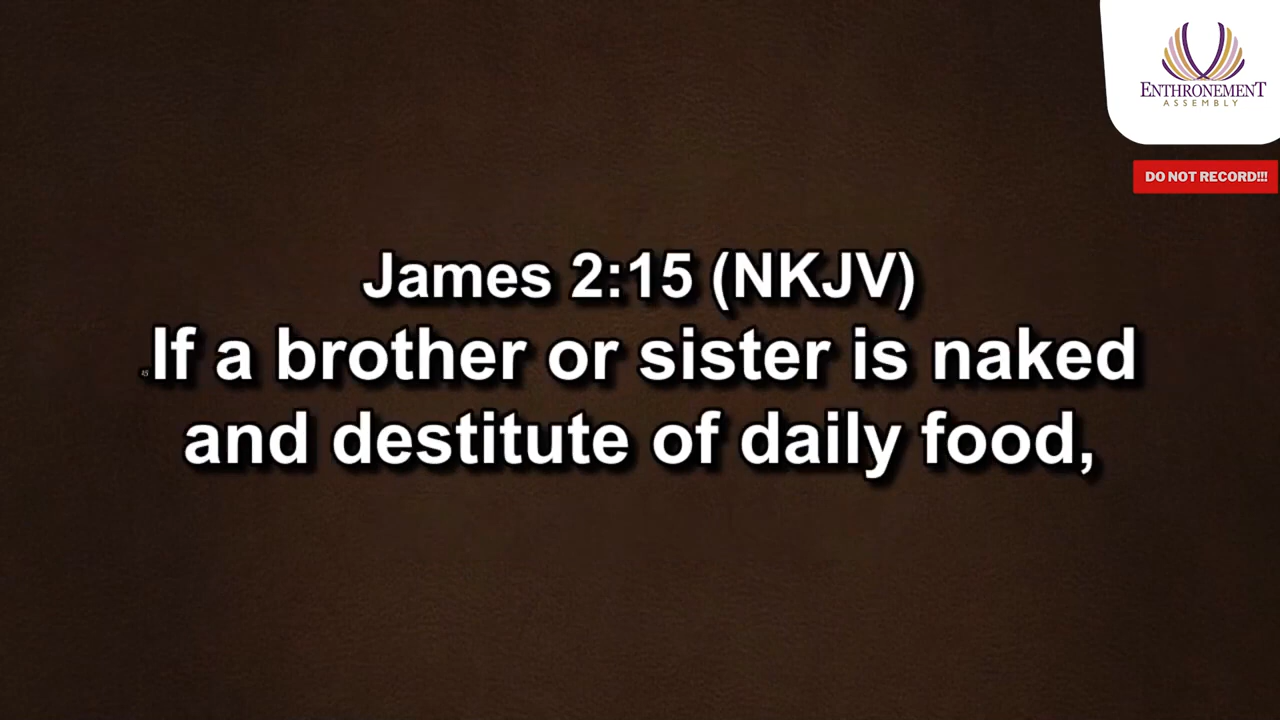 ENTHRONEMENT
ASSEMBLY
DO NOT RECORD!!!
James 2:15 (NKJV)
15 If a brother or sister is naked
and destitute of daily food,